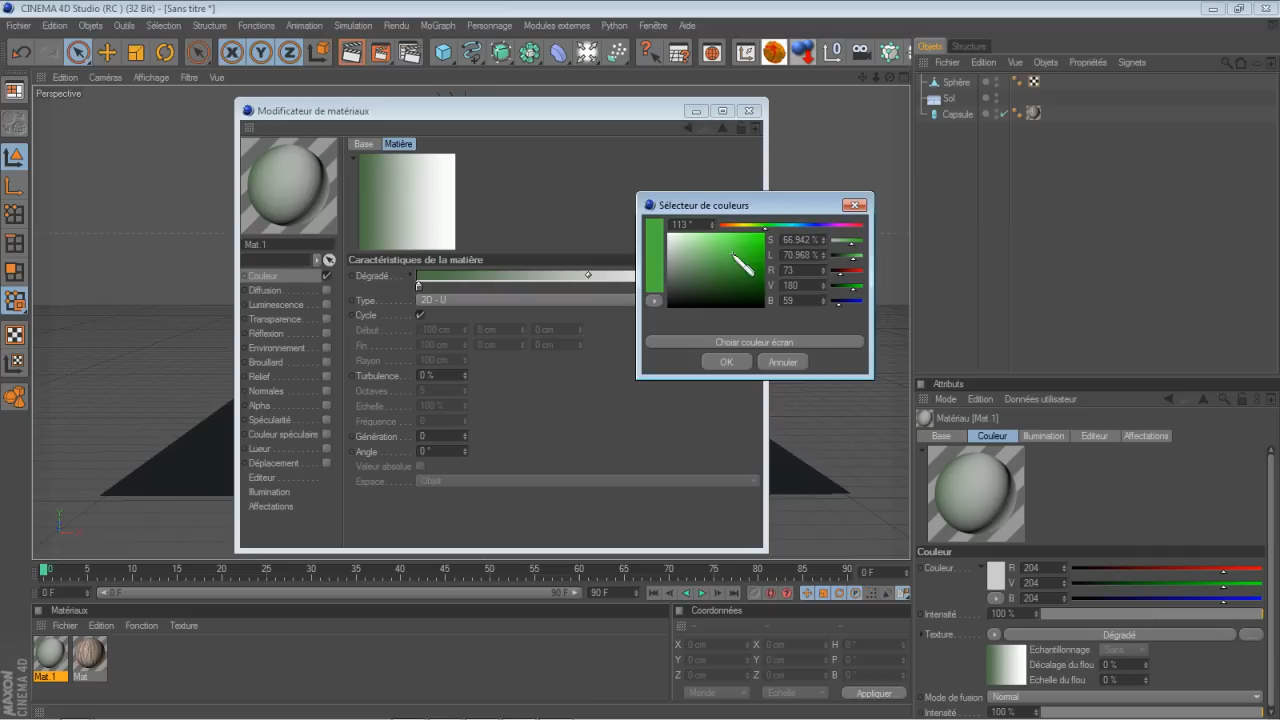 CINEMA 4D Studio (RC ) (32 Bit) - [Sans titre *]
Fichier Edition Objets Outils Sélection Structure Fonctions Animation Simulation Rendu MoGraph Personnage Modules externes Python Fenêtre Aide
Objets Structure
Edition Caméras Affichage Filtre Vue
Fichier Edition Vue Objets Propriétés Signets
Perspective
Sphère
Sol
Capsule
Modificateur de matériaux
Base Matière
Mat.1
Couleur
Diffusion
Luminescence
Transparence
Réflexion
Environnement
Brouillard
Relief
Normales
Alpha
Spécularité
Couleur spéculaire
Lueur
Déplacement
Editeur
Illumination
Affectations
Caractéristiques de la matière
Dégradé
Type 2D - U
Cycle
Début -100 cm 0 cm 0 cm
Fin 100 cm 0 cm 0 cm
Rayon 100 cm
Turbulence 0 %
Octaves 5
Echelle 100 %
Fréquence 0
Génération 0
Angle 0 °
Valeur absolue
Espace Objet
Sélecteur de couleurs
113 °
S 66.942 %
L 70.968 %
R 73
V 180
B 59
Choisir couleur écran
OK Annuler
Attributs
Mode Edition Données utilisateur
Matériau [Mat.1]
Base Couleur Illumination Editeur Affectations
Couleur
Couleur R 204
V 204
B 204
Intensité 100 %
Texture Dégradé
Echantillonnage Sans
Décalage du flou 0 %
Echelle du flou 0 %
Mode de fusion Normal
Intensité 100 %
0 5 10 15 20 25 30 35 40 45 50 55 60 65 70 75 80 85 90 0 F
0 F 0 F 90 F 90 F
Matériaux
Fichier Edition Fonction Texture
Mat.1 Mat
Coordonnées
-- -- --
X 0 cm X 0 cm H 0 °
Y 0 cm Y 0 cm P 0 °
Z 0 cm Z 0 cm B 0 °
Monde Echelle Appliquer
MAXON
CINEMA 4D